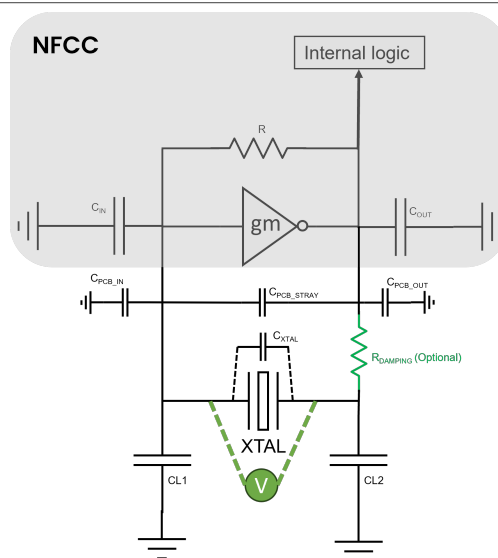 NFCC
Internal logic
R
CIN
gm
COUT
CPCB_IN
CPCB_STRAY
CPCB_OUT
CXTAL
RDAMPING (Optional)
XTAL
CL1
V
CL2